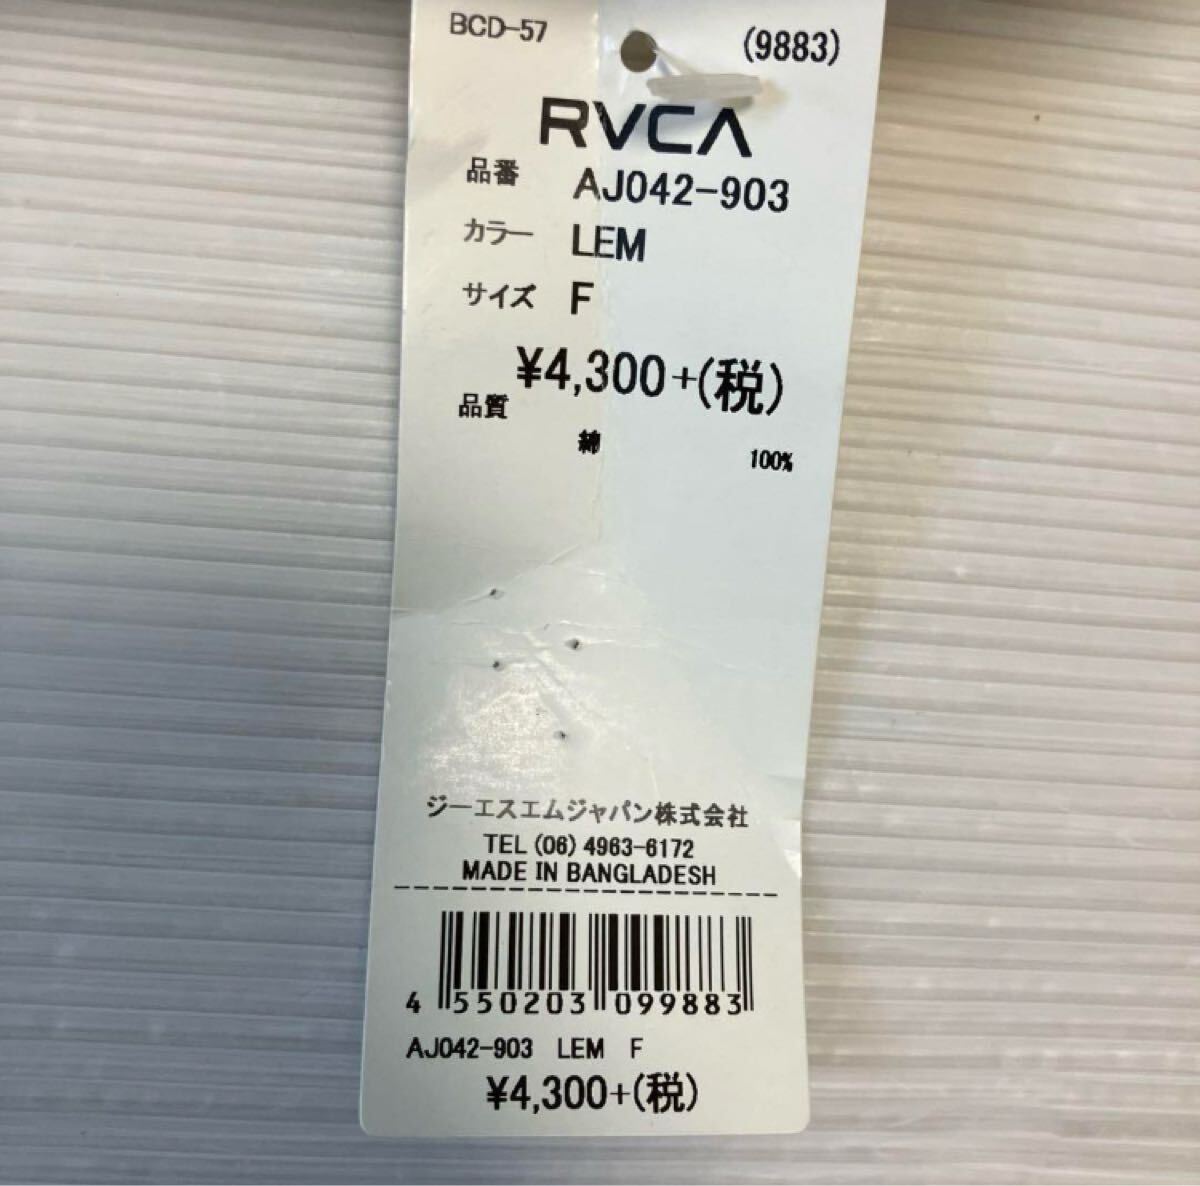 BCD-57
(9883)
RVCA
品番 AJ042-903
カラー LEM
サイズ F
¥4,300+(税)
品質
綿 100%
ジーエスエムジャパン株式会社
TEL (06) 4963-6172
MADE IN BANGLADESH
4 550203 099883
AJ042-903 LEM F
¥4,300+(税)